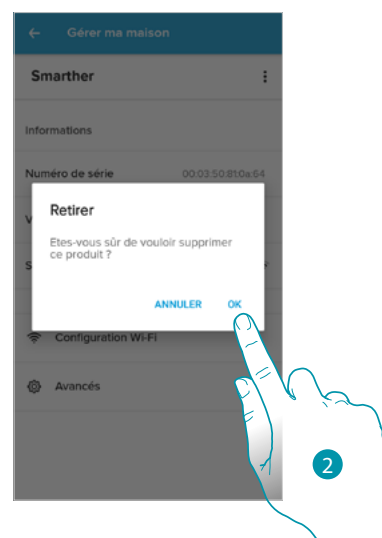 Gérer ma maison
Smarther
Informations
Numéro de série 00:03:50:81:0a:64
V
Retirer
Etes-vous sûr de vouloir supprimer
ce produit ?
S
ANNULER OK
Configuration Wi-Fi
Avancés
2